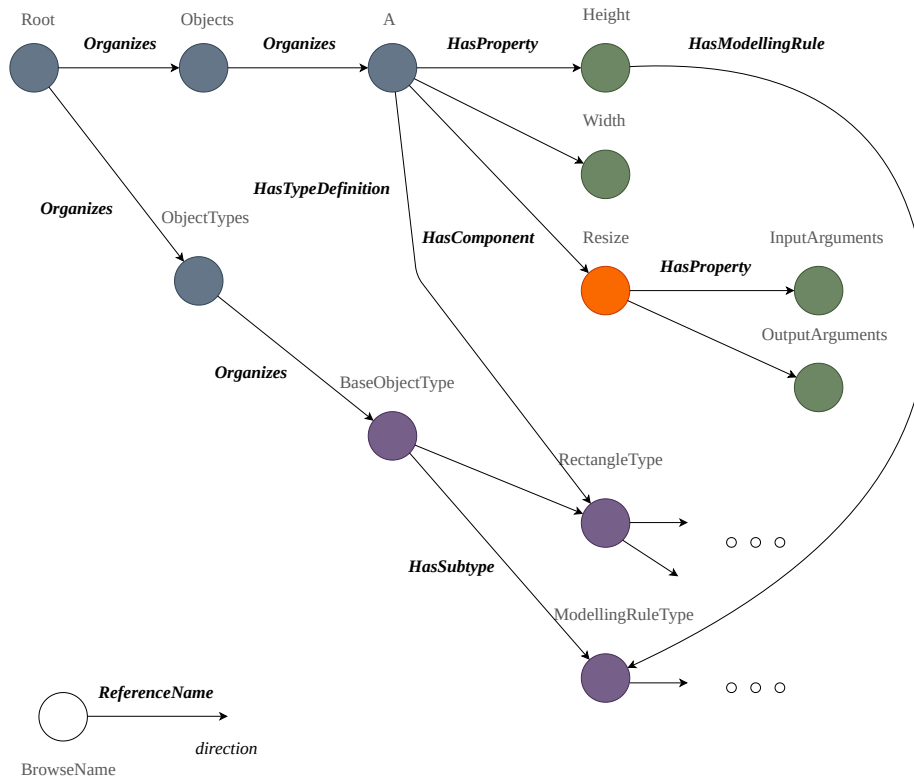 Root
Objects
A
Height
Organizes
Organizes
HasProperty
HasModellingRule
Width
HasTypeDefinition
Organizes
ObjectTypes
HasComponent
Resize
InputArguments
HasProperty
OutputArguments
Organizes
BaseObjectType
RectangleType
HasSubtype
ModellingRuleType
ReferenceName
direction
BrowseName